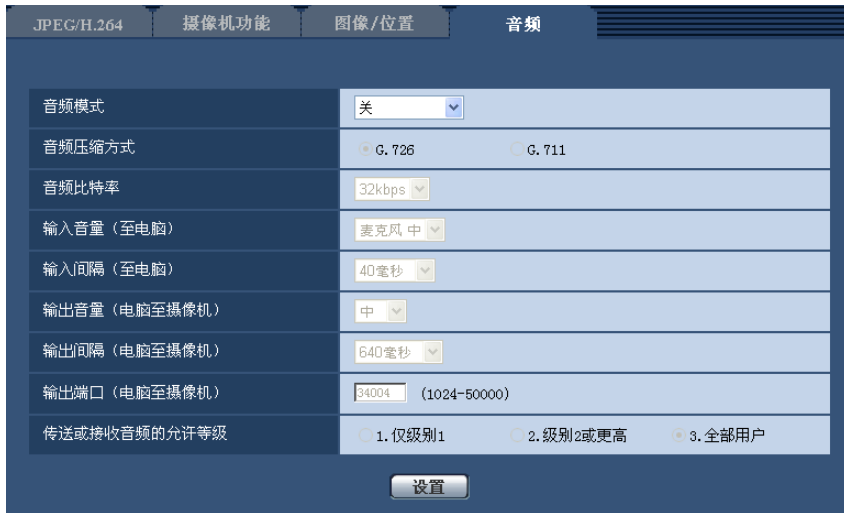 JPEG/H.264 摄像机功能 图像/位置 音频
音频模式 关
音频压缩方式 G.726 G.711
音频比特率 32kbps
输入音量（至电脑） 麦克风 中
输入间隔（至电脑） 40毫秒
输出音量（电脑至摄像机） 中
输出间隔（电脑至摄像机） 640毫秒
输出端口（电脑至摄像机） 34004 (1024-50000)
传送或接收音频的允许等级 1.仅级别1 2.级别2或更高 3.全部用户
设置